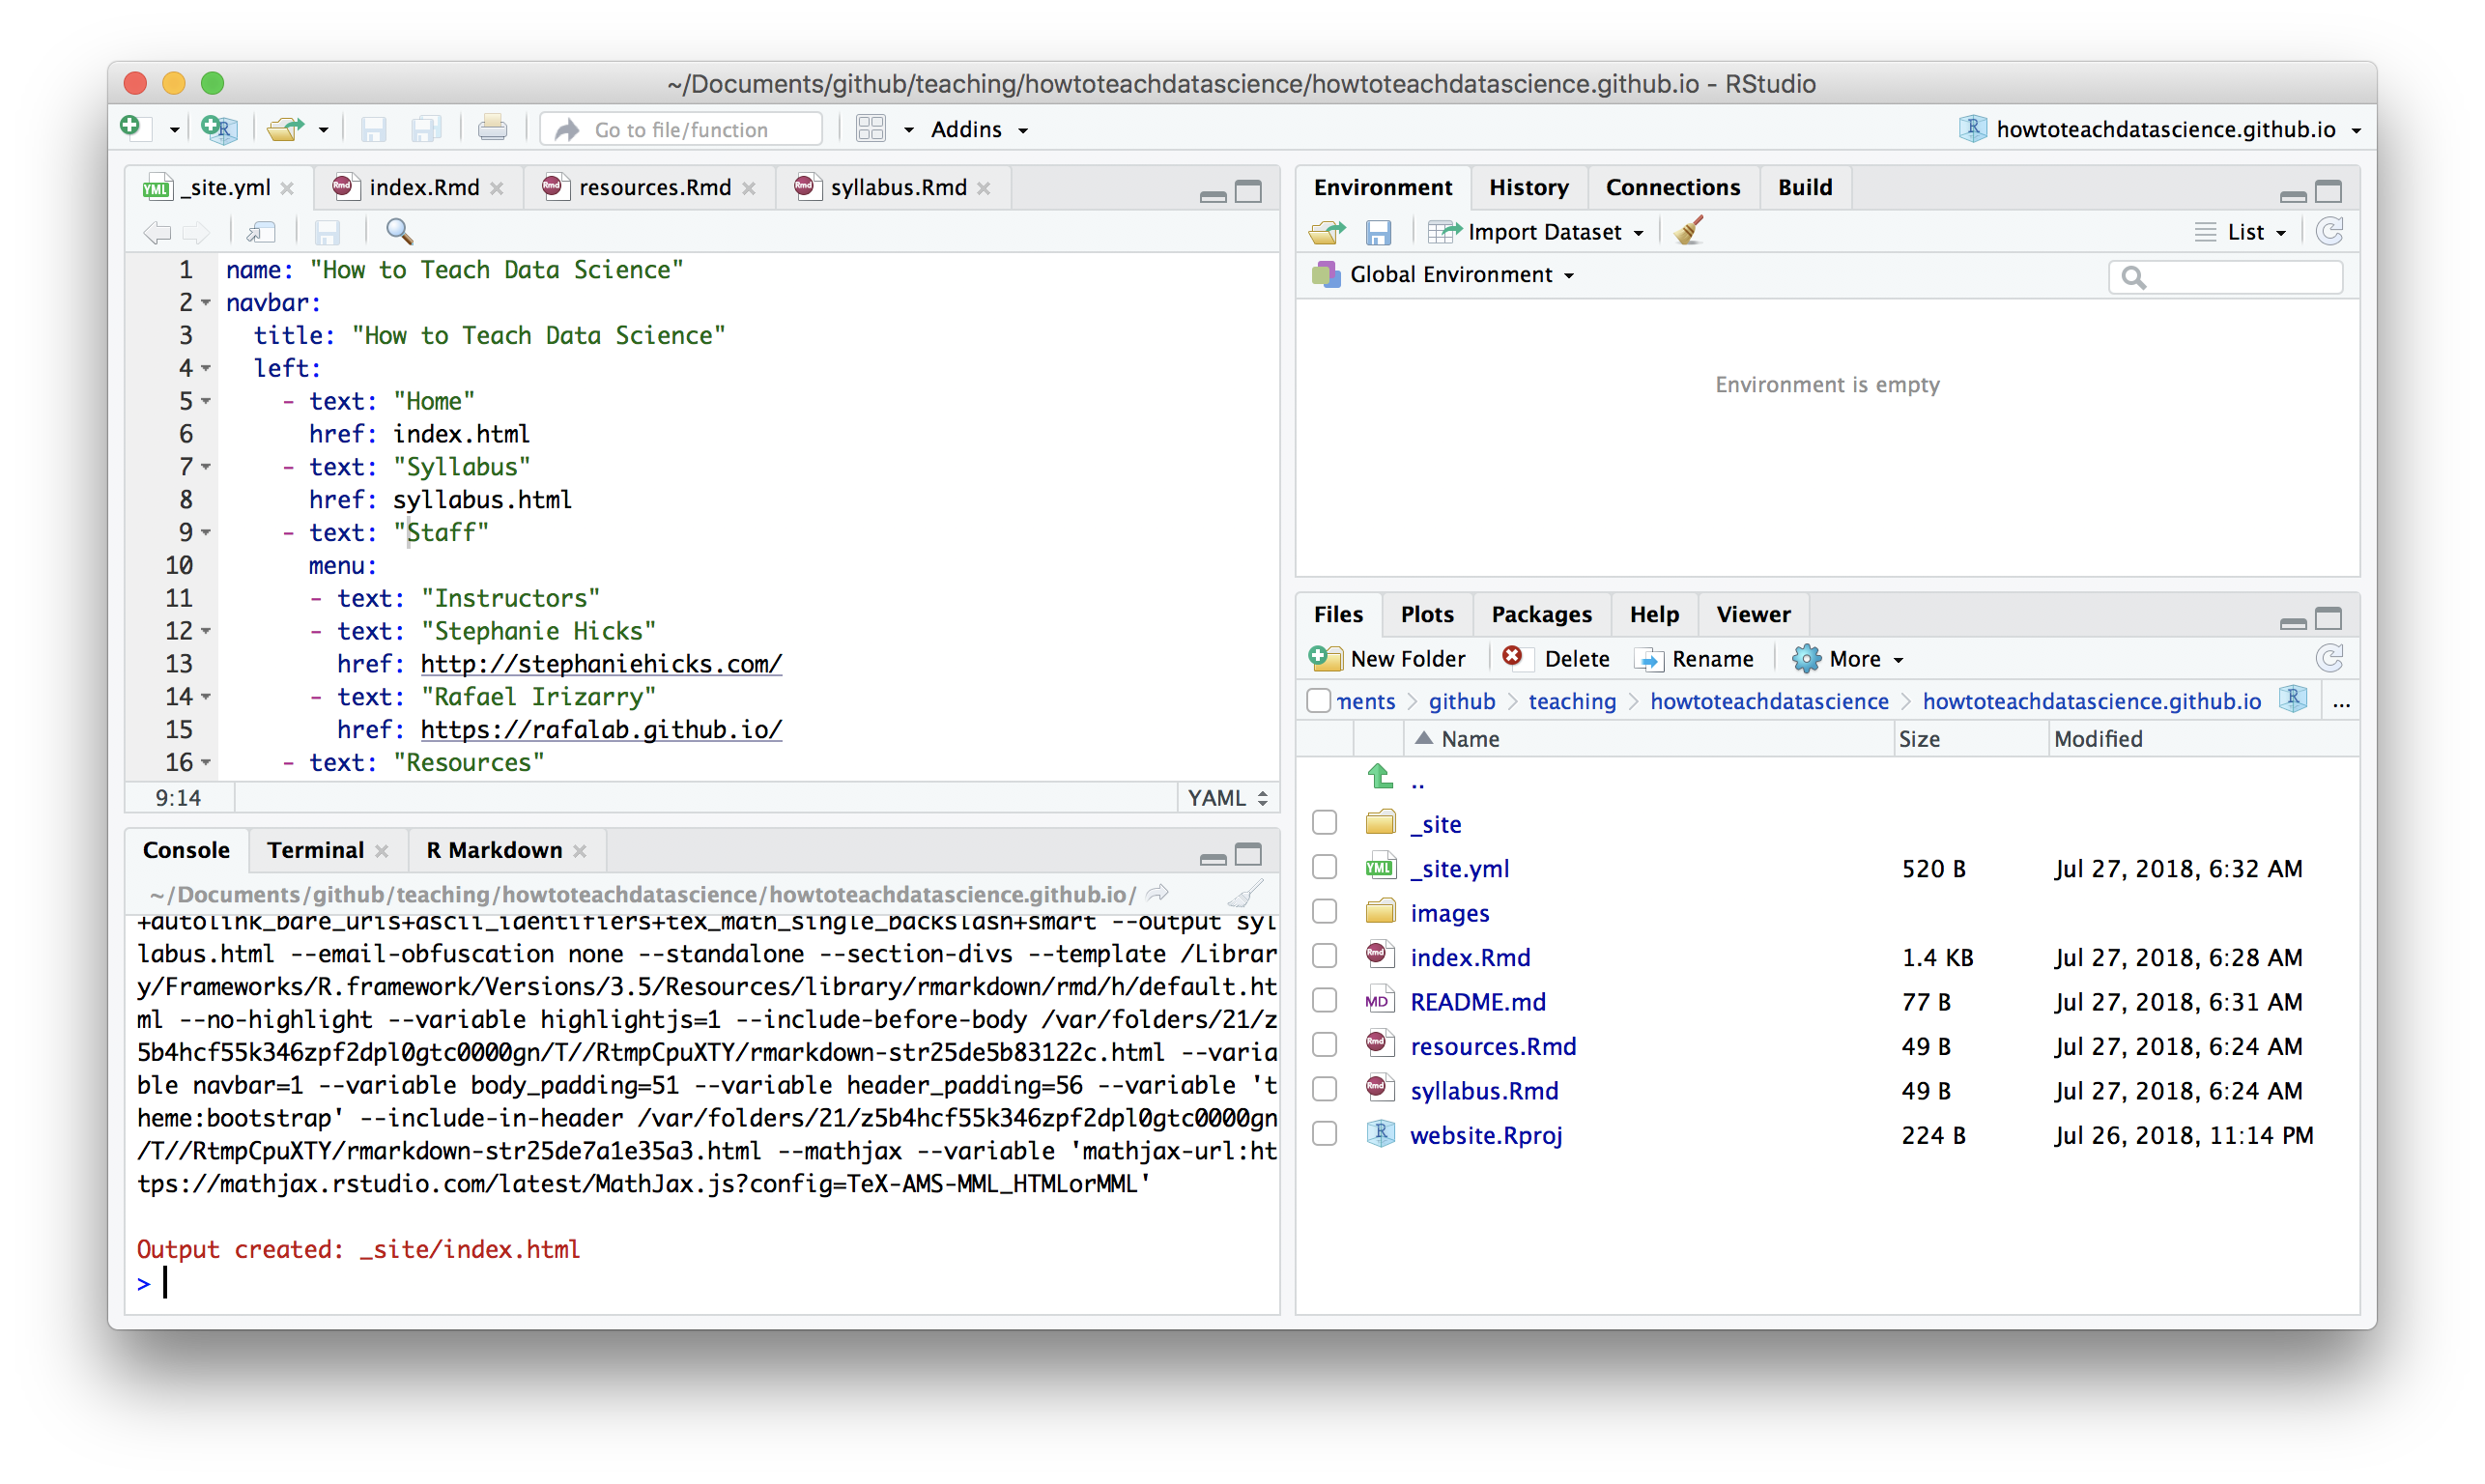 ~/Documents/github/teaching/howtoteachdatascience/howtoteachdatascience.github.io - RStudio
Go to file/function
Addins
howtoteachdatascience.github.io
_site.yml
index.Rmd
resources.Rmd
syllabus.Rmd
1 name: "How to Teach Data Science"
2 navbar:
3 title: "How to Teach Data Science"
4 left:
5 - text: "Home"
6 href: index.html
7 - text: "Syllabus"
8 href: syllabus.html
9 - text: "Staff"
10 menu:
11 - text: "Instructors"
12 - text: "Stephanie Hicks"
13 href: http://stephaniehicks.com/
14 - text: "Rafael Irizarry"
15 href: https://rafalab.github.io/
16 - text: "Resources"
9:14
YAML
Console
Terminal
R Markdown
~/Documents/github/teaching/howtoteachdatascience/howtoteachdatascience.github.io/
+autolink_bare_uris+ascii_identifiers+tex_math_single_backslash+smart --output syl
labus.html --email-obfuscation none --standalone --section-divs --template /Librar
y/Frameworks/R.framework/Versions/3.5/Resources/library/rmarkdown/rmd/h/default.ht
ml --no-highlight --variable highlightjs=1 --include-before-body /var/folders/21/z
5b4hcf55k346zpf2dpl0gtc0000gn/T//RtmpCpuXTY/rmarkdown-str25de5b83122c.html --varia
ble navbar=1 --variable body_padding=51 --variable header_padding=56 --variable 't
heme:bootstrap' --include-in-header /var/folders/21/z5b4hcf55k346zpf2dpl0gtc0000gn
/T//RtmpCpuXTY/rmarkdown-str25de7a1e35a3.html --mathjax --variable 'mathjax-url:ht
tps://mathjax.rstudio.com/latest/MathJax.js?config=TeX-AMS-MML_HTMLorMML'
Output created: _site/index.html
>
Environment
History
Connections
Build
Import Dataset
List
Global Environment
Environment is empty
Files
Plots
Packages
Help
Viewer
New Folder
Delete
Rename
More
ments > github > teaching > howtoteachdatascience > howtoteachdatascience.github.io ...
Name Size Modified
..
_site
_site.yml 520 B Jul 27, 2018, 6:32 AM
images
index.Rmd 1.4 KB Jul 27, 2018, 6:28 AM
README.md 77 B Jul 27, 2018, 6:31 AM
resources.Rmd 49 B Jul 27, 2018, 6:24 AM
syllabus.Rmd 49 B Jul 27, 2018, 6:24 AM
website.Rproj 224 B Jul 26, 2018, 11:14 PM